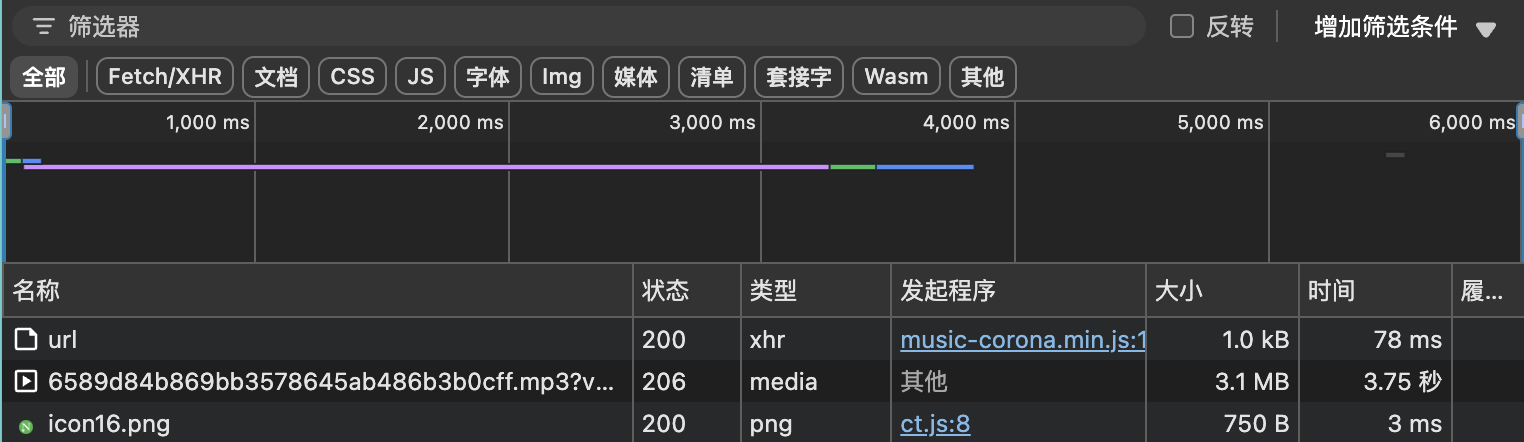 筛选器 反转 增加筛选条件
全部 Fetch/XHR 文档 CSS JS 字体 Img 媒体 清单 套接字 Wasm 其他
1,000 ms 2,000 ms 3,000 ms 4,000 ms 5,000 ms 6,000 ms
名称 状态 类型 发起程序 大小 时间 履...
url 200 xhr music-corona.min.js:1 1.0 kB 78 ms
6589d84b869bb3578645ab486b3b0cff.mp3?v... 206 media 其他 3.1 MB 3.75 秒
icon16.png 200 png ct.js:8 750 B 3 ms